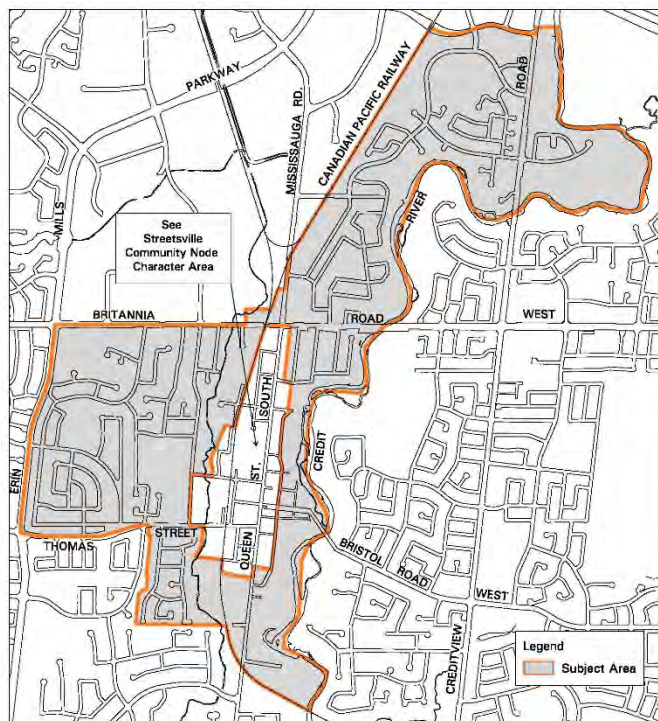 CANADIAN PACIFIC RAILWAY
ROAD
PARKWAY
MISSISSAUGA RD.
RIVER
MILLS
See
Streetsville
Community Node
Character Area
BRITANNIA
ROAD
WEST
SOUTH
ST.
QUEEN
CREDIT
ERIN
THOMAS
STREET
BRISTOL
ROAD
WEST
CREDITVIEW
Legend
Subject Area